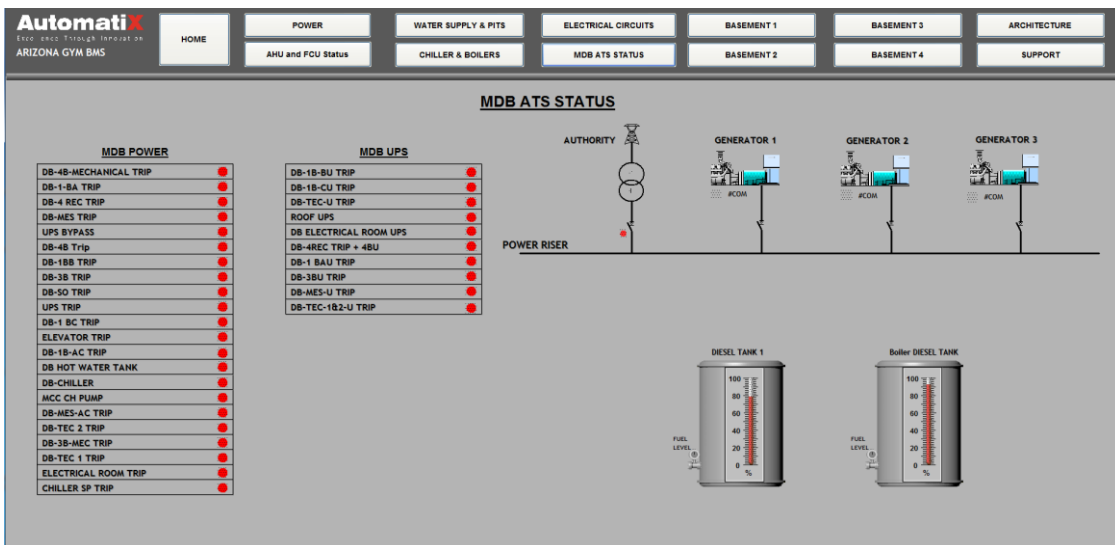 AutomatiX
Excellence Through Innovation
ARIZONA GYM BMS
HOME
POWER
WATER SUPPLY & PITS
ELECTRICAL CIRCUITS
BASEMENT 1
BASEMENT 3
ARCHITECTURE
AHU and FCU Status
CHILLER & BOILERS
MDB ATS STATUS
BASEMENT 2
BASEMENT 4
SUPPORT
MDB ATS STATUS
MDB POWER
DB-4B-MECHANICAL TRIP
DB-1-BA TRIP
DB-4 REC TRIP
DB-MES TRIP
UPS BYPASS
DB-4B Trip
DB-1BB TRIP
DB-3B TRIP
DB-SO TRIP
UPS TRIP
DB-1 BC TRIP
ELEVATOR TRIP
DB-1B-AC TRIP
DB HOT WATER TANK
DB-CHILLER
MCC CH PUMP
DB-MES-AC TRIP
DB-TEC 2 TRIP
DB-3B-MEC TRIP
DB-TEC 1 TRIP
ELECTRICAL ROOM TRIP
CHILLER SP TRIP
MDB UPS
DB-1B-BU TRIP
DB-1B-CU TRIP
DB-TEC-U TRIP
ROOF UPS
DB ELECTRICAL ROOM UPS
DB-4REC TRIP + 4BU
DB-1 BAU TRIP
DB-3BU TRIP
DB-MES-U TRIP
DB-TEC-1&2-U TRIP
AUTHORITY
GENERATOR 1
GENERATOR 2
GENERATOR 3
#COM
#COM
#COM
POWER RISER
DIESEL TANK 1
100
80
60
40
20
0
%
FUEL
LEVEL
Boiler DIESEL TANK
100
80
60
40
20
0
%
FUEL
LEVEL